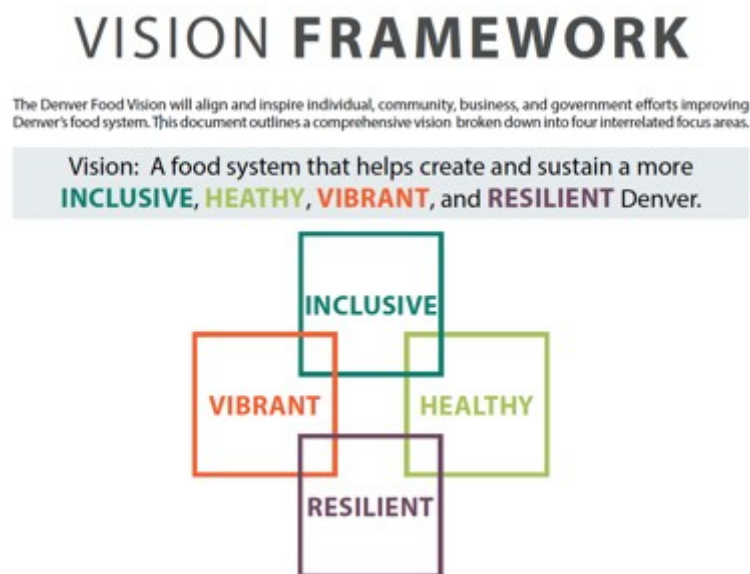 VISION FRAMEWORK
The Denver Food Vision will align and inspire individual, community, business, and government efforts improving
Denver's food system. This document outlines a comprehensive vision broken down into four interrelated focus areas.
Vision: A food system that helps create and sustain a more
INCLUSIVE, HEATHY, VIBRANT, and RESILIENT Denver.
INCLUSIVE
VIBRANT
HEALTHY
RESILIENT